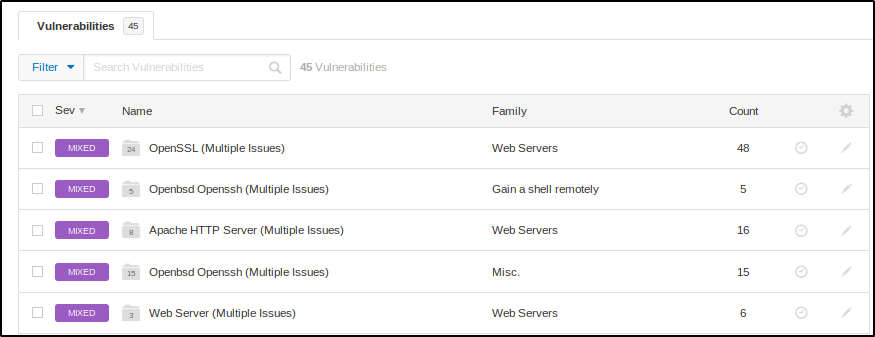 Vulnerabilities 45
Filter Search Vulnerabilities 45 Vulnerabilities
Sev Name Family Count
MIXED 24 OpenSSL (Multiple Issues) Web Servers 48
MIXED 5 Openbsd Openssh (Multiple Issues) Gain a shell remotely 5
MIXED 8 Apache HTTP Server (Multiple Issues) Web Servers 16
MIXED 15 Openbsd Openssh (Multiple Issues) Misc. 15
MIXED 3 Web Server (Multiple Issues) Web Servers 6